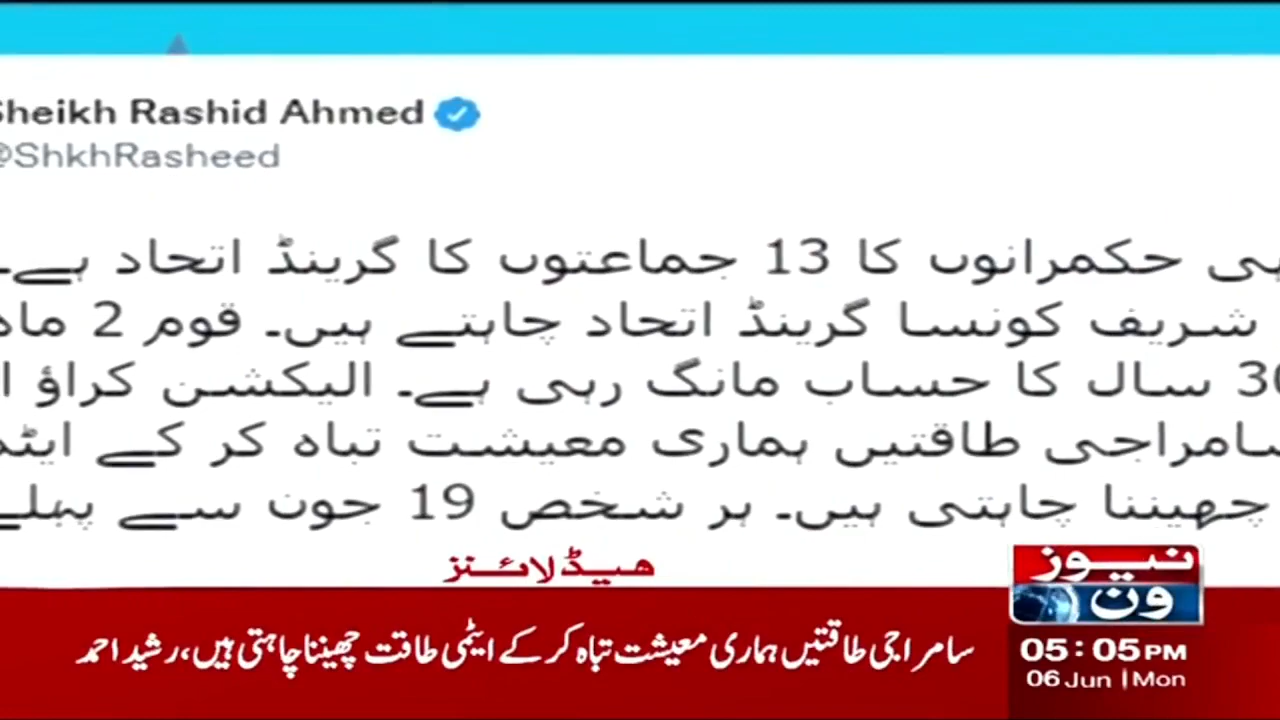 Sheikh Rashid Ahmed
@ShkhRasheed
حکمرانوں کا 13 جماعتوں کا گرینڈ اتحاد ہے۔
شریف کونسا گرینڈ اتحاد چاہتے ہیں۔ قوم 2 ماہ
30 سال کا حساب مانگ رہی ہے۔ الیکشن کراؤ
سامراجی طاقتیں ہماری معیشت تباہ کر کے
چھیننا چاہتی ہیں۔ ہر شخص 19 جون سے پہلے
ھیڈلائنز
نیوز
ون
سامراجی طاقتیں ہماری معیشت تباہ کر کے ایٹمی طاقت چھیننا چاہتی ہیں، رشید احمد
05:05PM
06 Jun | Mon